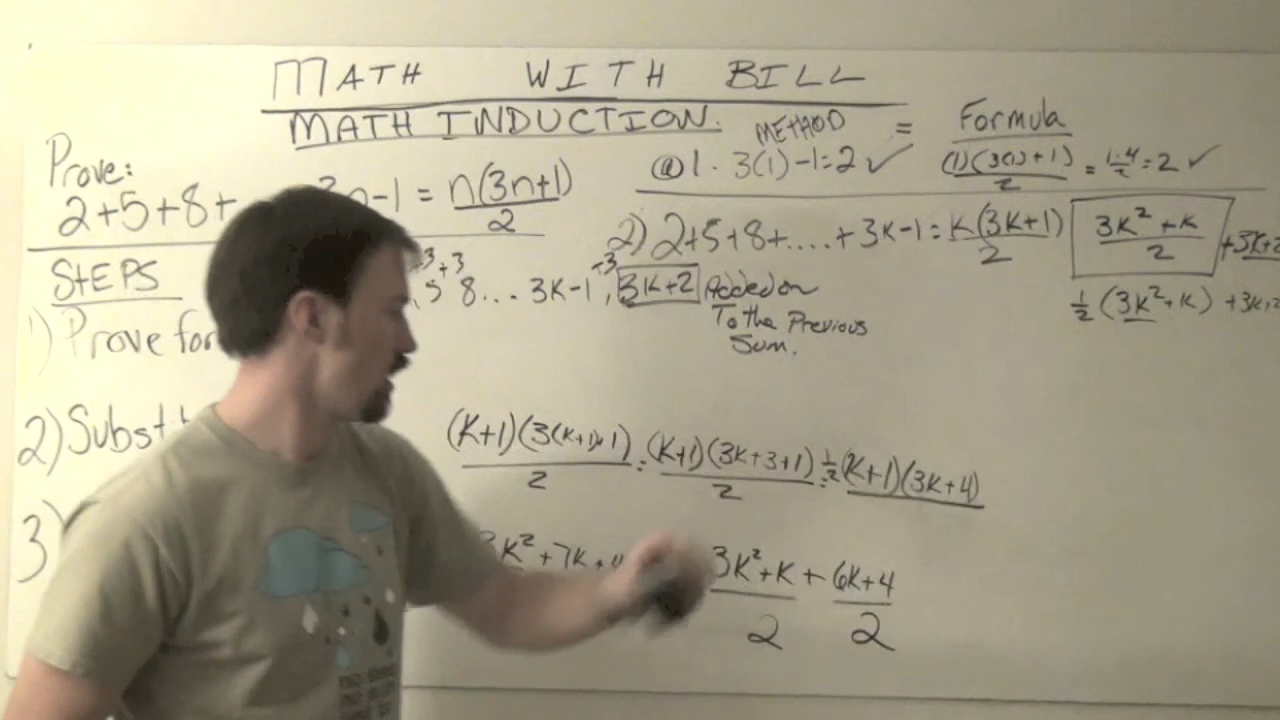 MATH WITH BILL
MATH INDUCTION.
Prove:
2+5+8+ 3n-1 = n(3n+1)/2
METHOD = Formula
@1. 3(1)-1=2 ✓ (1)(3(1)+1)/2 = 1·4/2 = 2 ✓
STEPS
1) Prove for
2) Subst
3)
2) 2+5+8+....+3K-1 = K(3K+1)/2 3K²+K/2 +3K+2
+3 +3 +3
, 5 8... 3K-1, 3K+2 Added on
To the Previous
Sum.
1/2 (3K²+K) +3K+2
(K+1)(3(K+1)+1)/2 = (K+1)(3K+3+1)/2 = 1/2 (K+1)(3K+4)
3K²+7K+4 3K²+K/2 + 6K+4/2